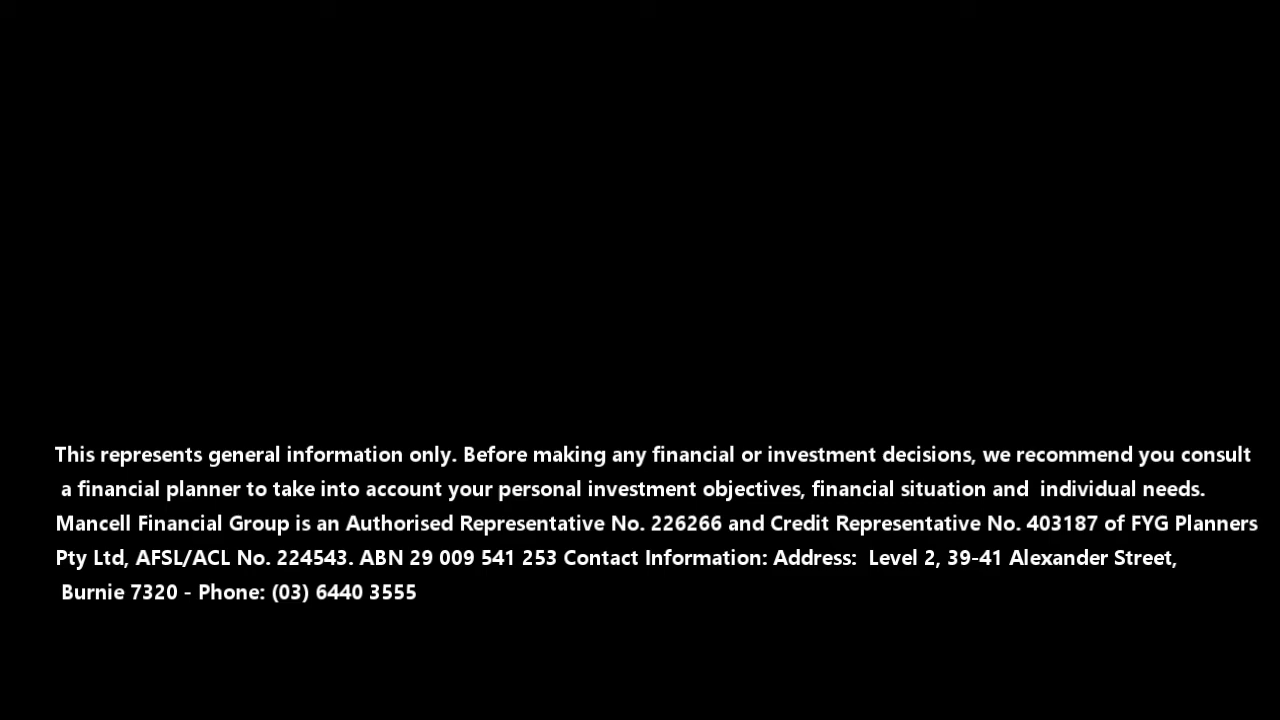 This represents general information only. Before making any financial or investment decisions, we recommend you consult
a financial planner to take into account your personal investment objectives, financial situation and  individual needs.
Mancell Financial Group is an Authorised Representative No. 226266 and Credit Representative No. 403187 of FYG Planners
Pty Ltd, AFSL/ACL No. 224543. ABN 29 009 541 253 Contact Information: Address:  Level 2, 39-41 Alexander Street,
Burnie 7320 - Phone: (03) 6440 3555